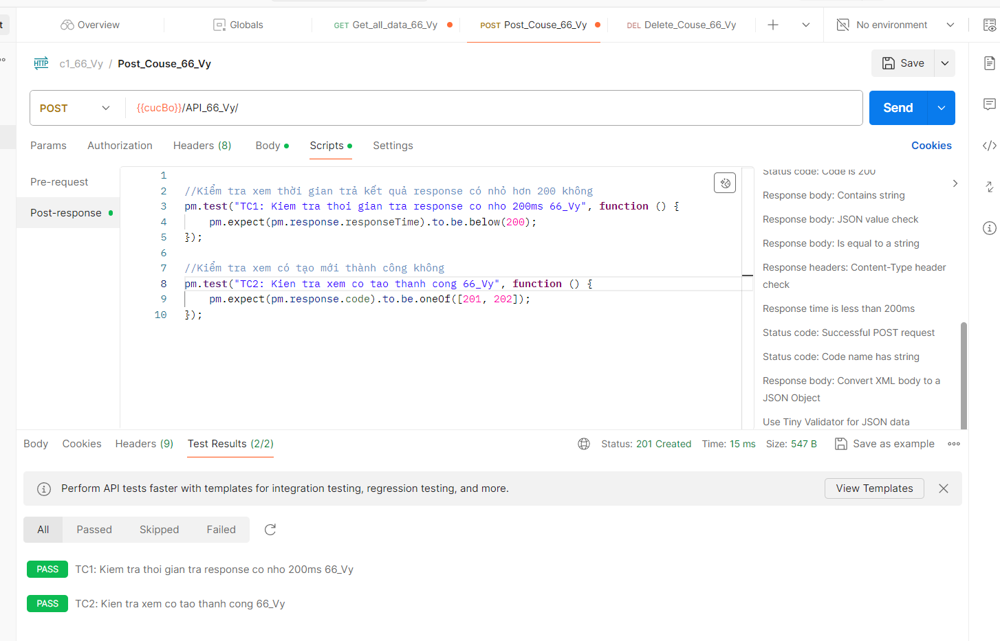 t
Overview
Globals
GET Get_all_data_66_Vy
POST Post_Couse_66_Vy
DEL Delete_Couse_66_Vy
No environment
HTTP
c1_66_Vy / Post_Couse_66_Vy
Save
POST
{{cucBo}}/API_66_Vy/
Send
Params
Authorization
Headers (8)
Body
Scripts
Settings
Cookies
Pre-request
Post-response
1
2 //Kiểm tra xem thời gian trả kết quả response có nhỏ hơn 200 không
3 pm.test("TC1: Kiem tra thoi gian tra response co nho 200ms 66_Vy", function () {
4 pm.expect(pm.response.responseTime).to.be.below(200);
5 });
6
7 //Kiểm tra xem có tạo mới thành công không
8 pm.test("TC2: Kien tra xem co tao thanh cong 66_Vy", function () {
9 pm.expect(pm.response.code).to.be.oneOf([201, 202]);
10 });
Status code: Code is 200
Response body: Contains string
Response body: JSON value check
Response body: Is equal to a string
Response headers: Content-Type header
check
Response time is less than 200ms
Status code: Successful POST request
Status code: Code name has string
Response body: Convert XML body to a
JSON Object
Use Tiny Validator for JSON data
Body
Cookies
Headers (9)
Test Results (2/2)
Status: 201 Created
Time: 15 ms
Size: 547 B
Save as example
Perform API tests faster with templates for integration testing, regression testing, and more.
View Templates
All
Passed
Skipped
Failed
PASS TC1: Kiem tra thoi gian tra response co nho 200ms 66_Vy
PASS TC2: Kien tra xem co tao thanh cong 66_Vy